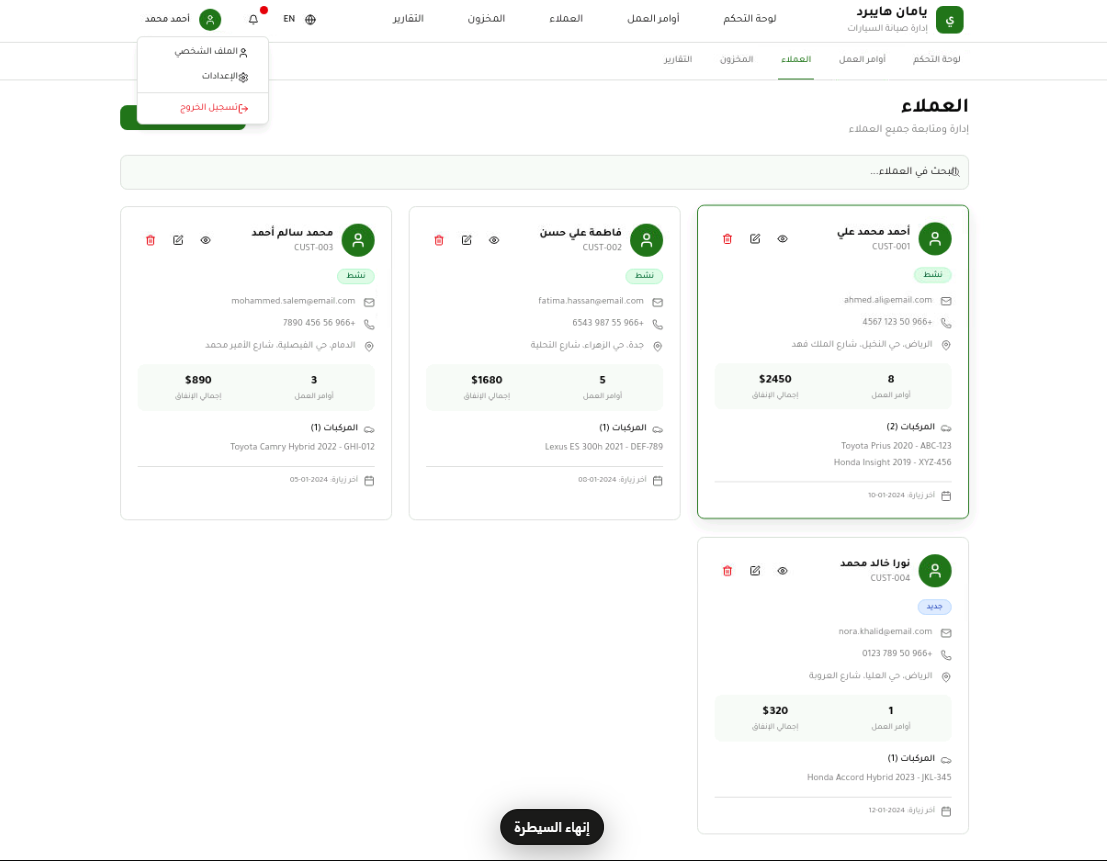 ي
يامان هايبرد
إدارة صيانة السيارات
لوحة التحكم
أوامر العمل
العملاء
المخزون
التقارير
EN
أحمد محمد
الملف الشخصي
الإعدادات
تسجيل الخروج
لوحة التحكم
أوامر العمل
العملاء
المخزون
التقارير
العملاء
إدارة ومتابعة جميع العملاء
البحث في العملاء...
أحمد محمد علي
CUST-001
نشط
ahmed.ali@email.com
+966 50 123 4567
الرياض، حي النخيل، شارع الملك فهد
8
أوامر العمل
$2450
إجمالي الإنفاق
المركبات (2)
Toyota Prius 2020 - ABC-123
Honda Insight 2019 - XYZ-456
آخر زيارة: 2024-01-10
فاطمة علي حسن
CUST-002
نشط
fatima.hassan@email.com
+966 55 987 6543
جدة، حي الزهراء، شارع التحلية
5
أوامر العمل
$1680
إجمالي الإنفاق
المركبات (1)
Lexus ES 300h 2021 - DEF-789
آخر زيارة:
محمد سالم أحمد
CUST-003
نشط
mohammed.salem@email.com
+966 56 456 7890
الدمام، حي الفيصلية، شارع الأمير محمد
3
أوامر العمل
$890
إجمالي الإنفاق
المركبات (1)
Toyota Camry Hybrid 2022 - GHI-012
آخر زيارة: 2024-01-05
نورا خالد محمد
CUST-004
جديد
nora.khalid@email.com
+966 50 789 0123
الرياض، حي العليا، شارع العروبة
1
أوامر العمل
$320
إجمالي الإنفاق
المركبات (1)
Honda Accord Hybrid 2023 - JKL-345
آخر زيارة: 2024-01-12
إنهاء السيطرة